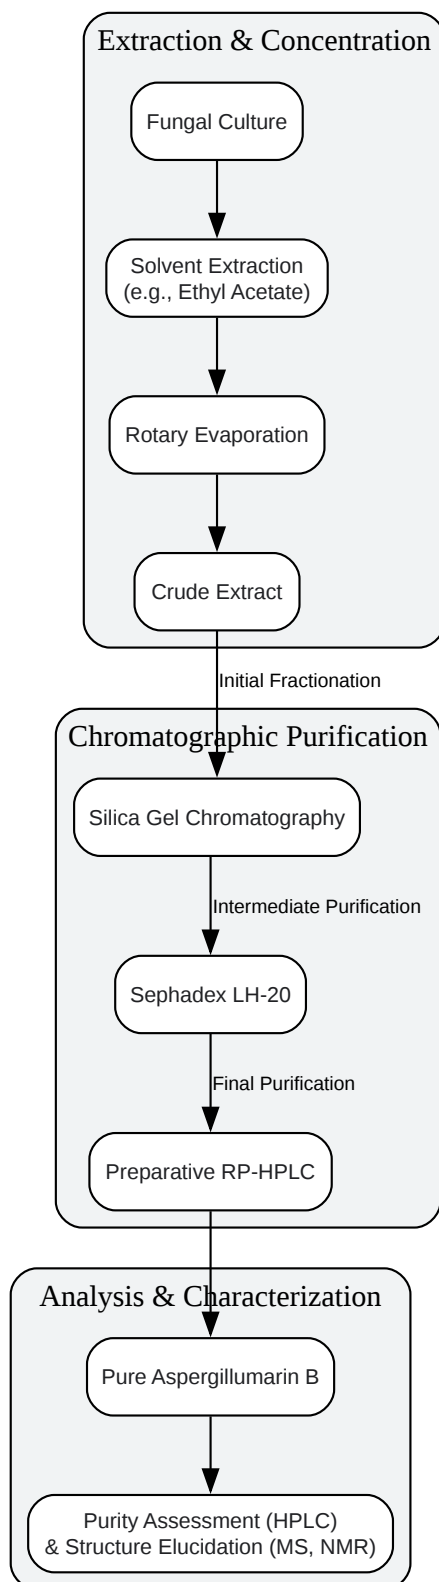 Extraction & Concentration
Fungal Culture
Solvent Extraction
(e.g., Ethyl Acetate)
Rotary Evaporation
Crude Extract
Initial Fractionation
Chromatographic Purification
Silica Gel Chromatography
Intermediate Purification
Sephadex LH-20
Final Purification
Preparative RP-HPLC
Analysis & Characterization
Pure Aspergillumarin B
Purity Assessment (HPLC)
& Structure Elucidation (MS, NMR)